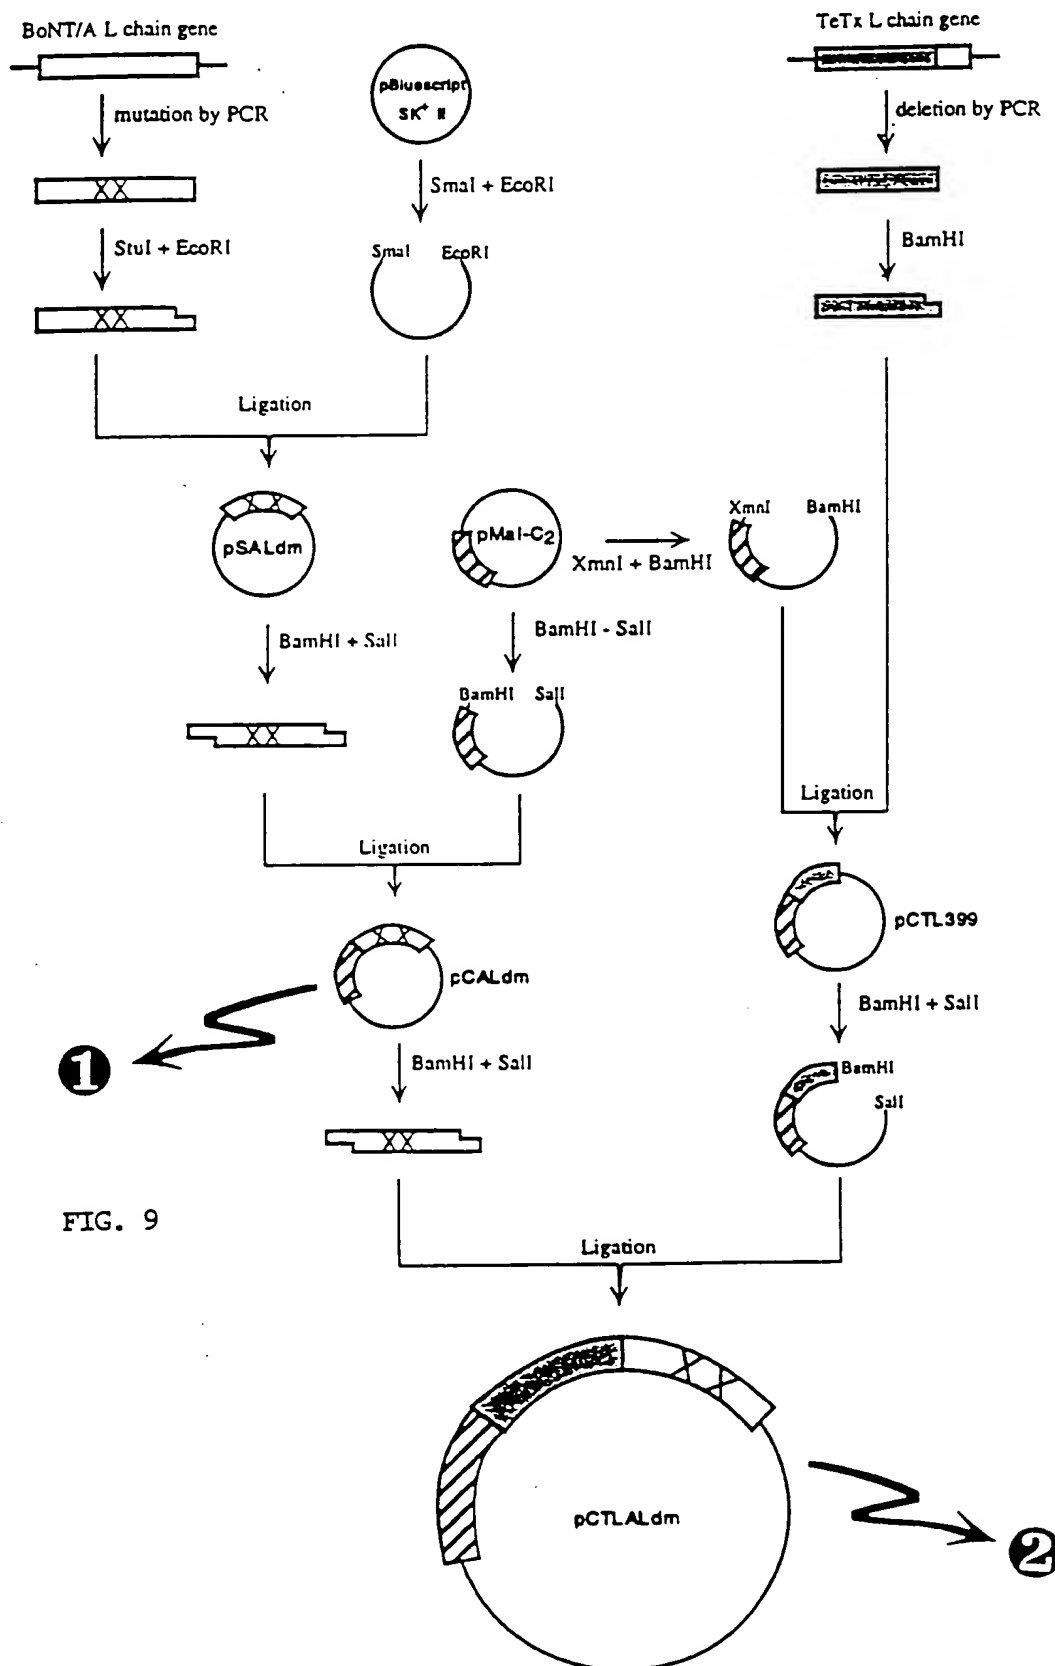 BoNT/A L chain gene
TeTx L chain gene
pBluescript
SK+ II
mutation by PCR
deletion by PCR
SmaI + EcoRI
StuI + EcoRI
BamHI
SmaI
EcoRI
Ligation
XmnI
BamHI
pSALdm
pMal-C2
XmnI + BamHI
BamHI + SalI
BamHI - SalI
BamHI
SalI
Ligation
Ligation
pCTL399
pCALdm
BamHI + SalI
1
BamHI + SalI
BamHI
SalI
FIG. 9
Ligation
pCTLALdm
2